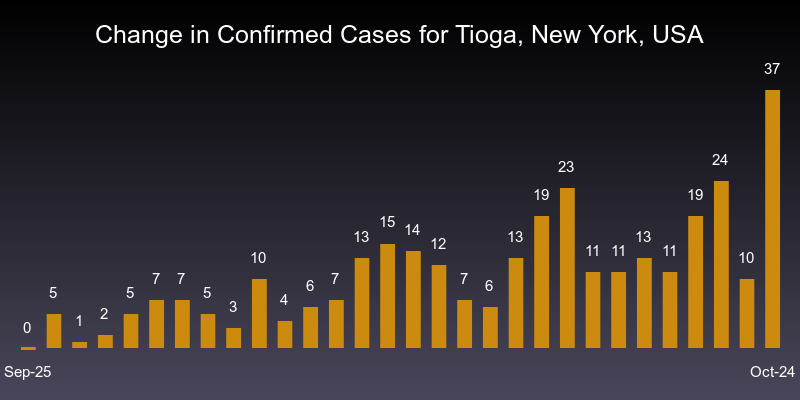 Change in Confirmed Cases for Tioga, New York, USA
0 5 1 2 5 7 7 5 3 10 4 6 7 13 15 14 12 7 6 13 19 23 11 11 13 11 19 24 10 37
Sep-25 Oct-24